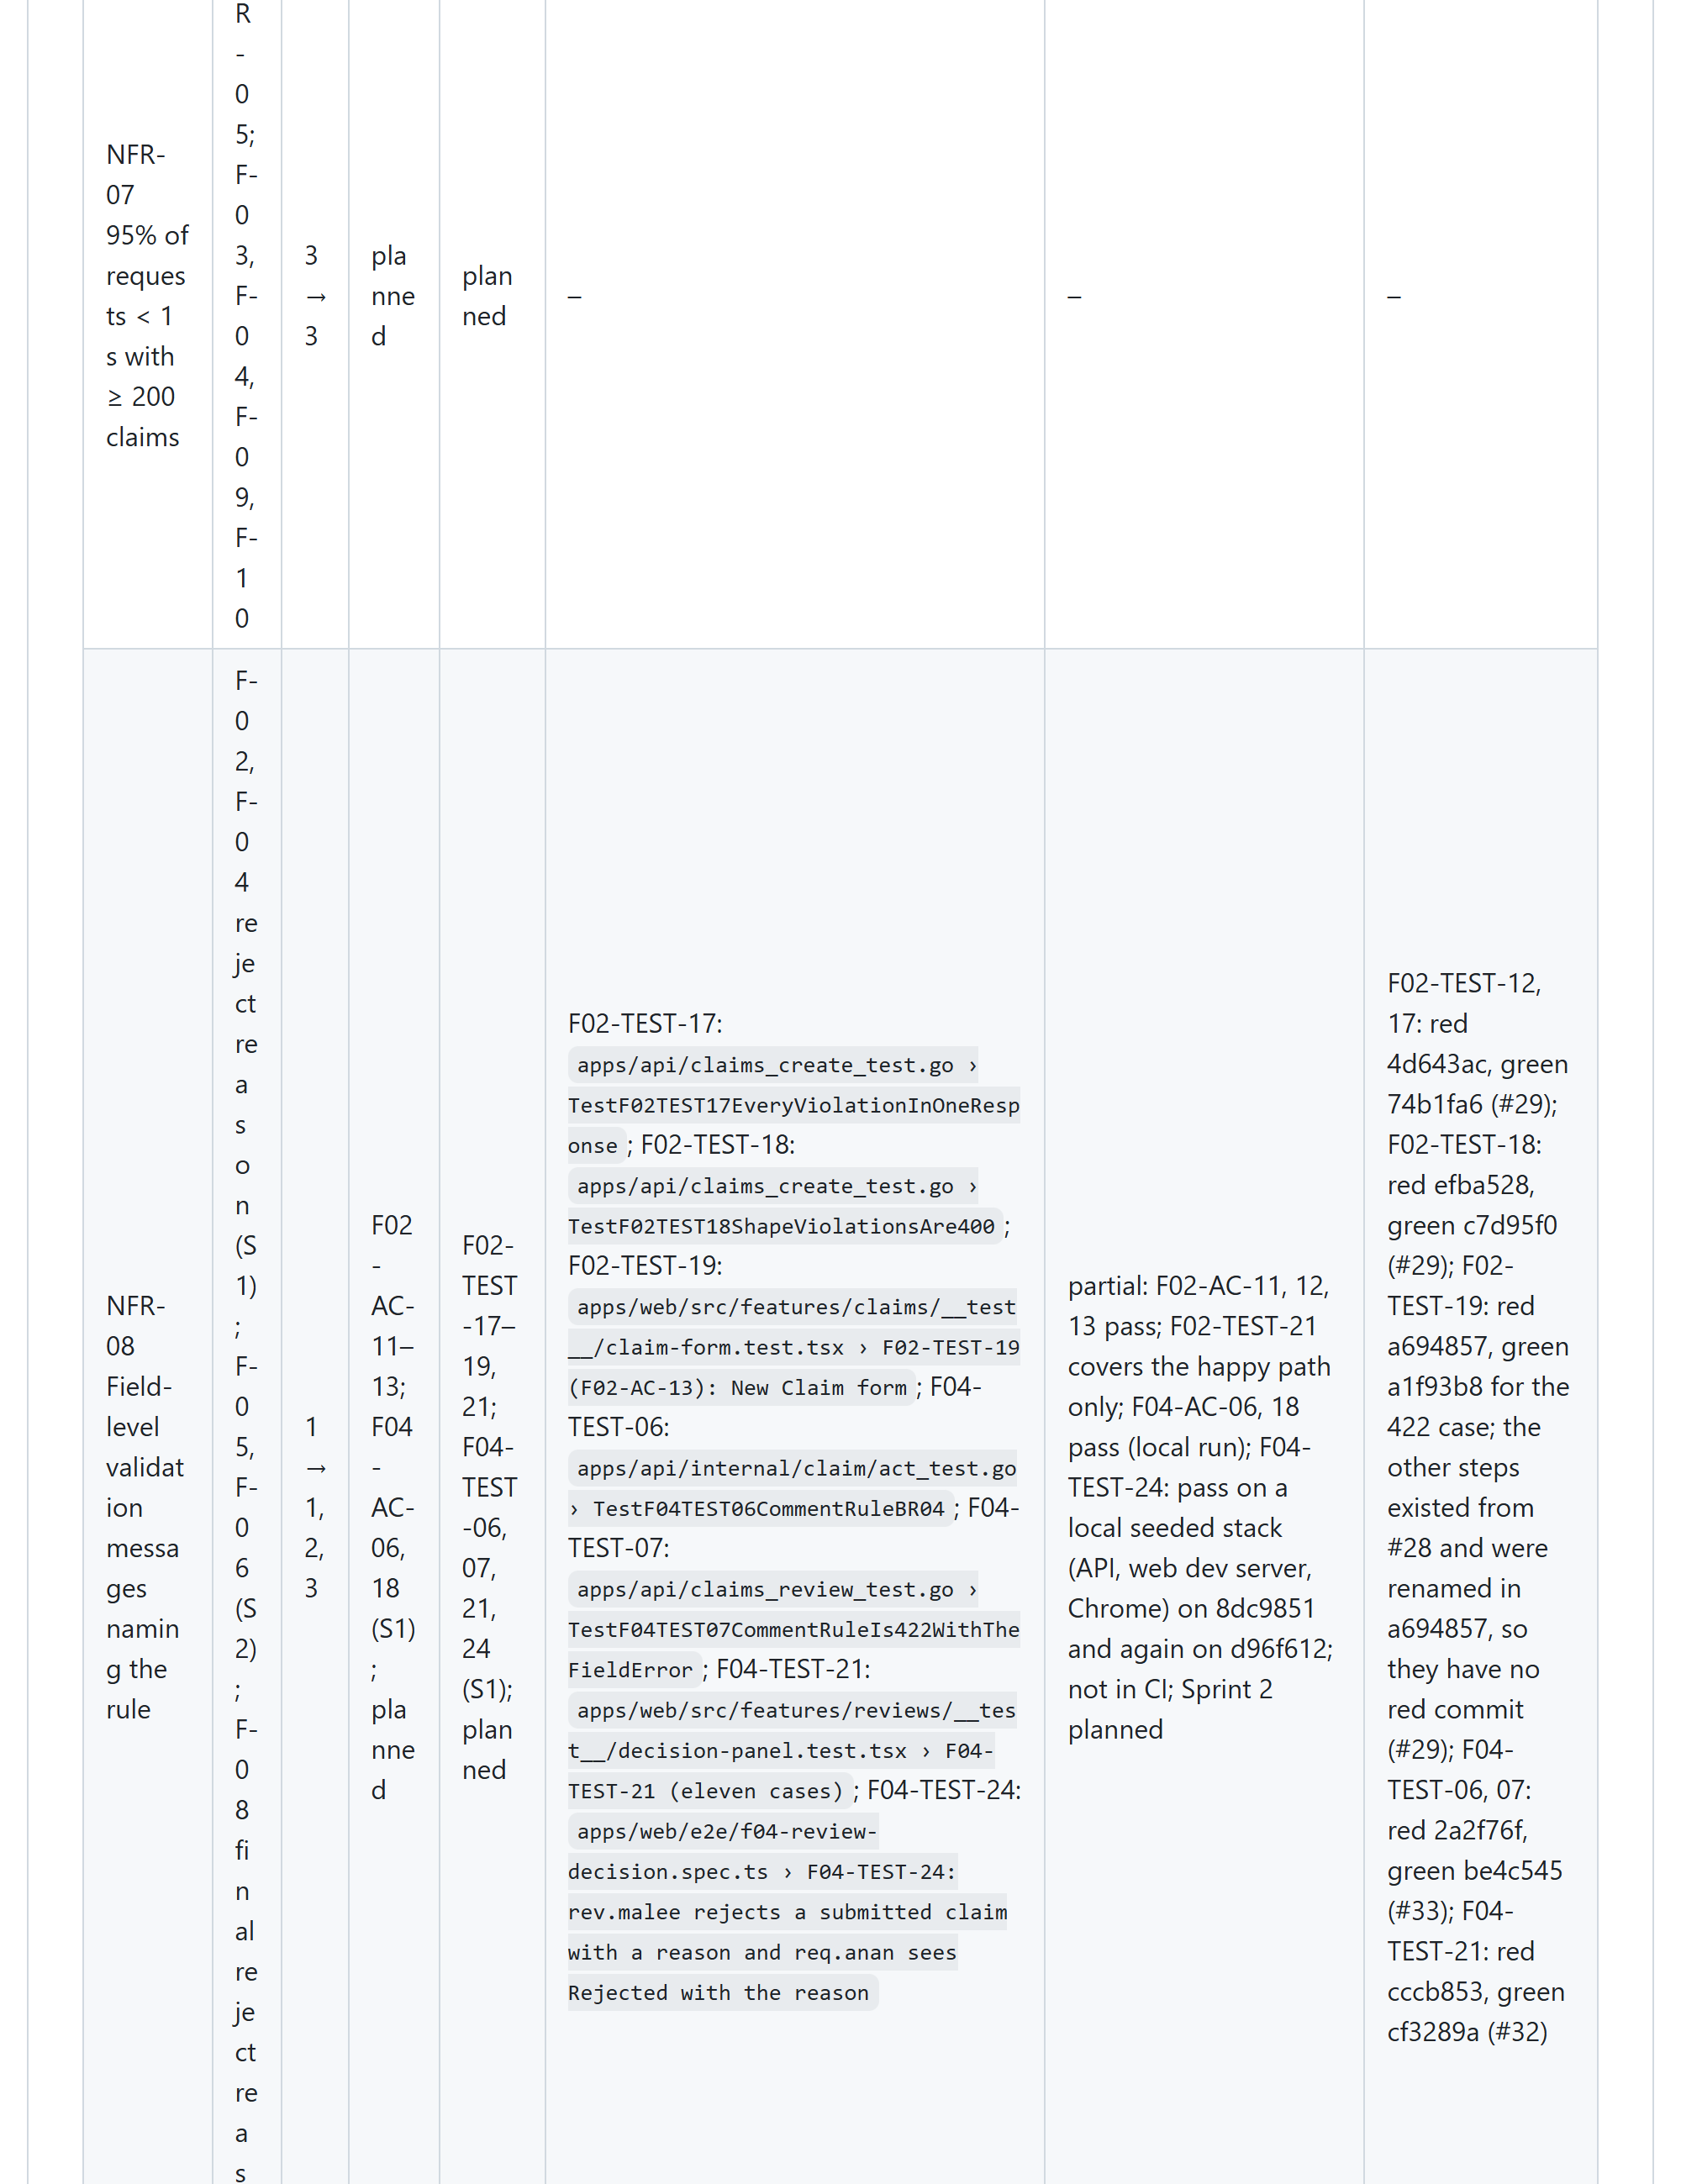 NFR-
07
95% of
reques
ts < 1
s with
≥ 200
claims
R
-
0
5;
F-
0
3,
F-
0
4,
F-
0
9,
F-
1
0
3
→
3
pla
nne
d
plan
ned
–
–
–
NFR-
08
Field-
level
validat
ion
messa
ges
namin
g the
rule
F-
0
2,
F-
0
4
re
je
ct
re
a
s
o
n
(S
1)
;
F-
0
5,
F-
0
6
(S
2)
;
F-
0
8
fi
n
al
re
je
ct
re
a
s
1
→
1,
2,
3
F02
-
AC-
11–
13;
F04
-
AC-
06,
18
(S1)
;
pla
nne
d
F02-
TEST
-17–
19,
21;
F04-
TEST
-06,
07,
21,
24
(S1);
plan
ned
F02-TEST-17:
apps/api/claims_create_test.go ›
TestF02TEST17EveryViolationInOneResp
onse ; F02-TEST-18:
apps/api/claims_create_test.go ›
TestF02TEST18ShapeViolationsAre400 ;
F02-TEST-19:
apps/web/src/features/claims/__test
__/claim-form.test.tsx › F02-TEST-19
(F02-AC-13): New Claim form ; F04-
TEST-06:
apps/api/internal/claim/act_test.go
› TestF04TEST06CommentRuleBR04 ; F04-
TEST-07:
apps/api/claims_review_test.go ›
TestF04TEST07CommentRuleIs422WithThe
FieldError ; F04-TEST-21:
apps/web/src/features/reviews/__tes
t__/decision-panel.test.tsx › F04-
TEST-21 (eleven cases) ; F04-TEST-24:
apps/web/e2e/f04-review-
decision.spec.ts › F04-TEST-24:
rev.malee rejects a submitted claim
with a reason and req.anan sees
Rejected with the reason
partial: F02-AC-11, 12,
13 pass; F02-TEST-21
covers the happy path
only; F04-AC-06, 18
pass (local run); F04-
TEST-24: pass on a
local seeded stack
(API, web dev server,
Chrome) on 8dc9851
and again on d96f612;
not in CI; Sprint 2
planned
F02-TEST-12,
17: red
4d643ac, green
74b1fa6 (#29);
F02-TEST-18:
red efba528,
green c7d95f0
(#29); F02-
TEST-19: red
a694857, green
a1f93b8 for the
422 case; the
other steps
existed from
#28 and were
renamed in
a694857, so
they have no
red commit
(#29); F04-
TEST-06, 07:
red 2a2f76f,
green be4c545
(#33); F04-
TEST-21: red
cccb853, green
cf3289a (#32)